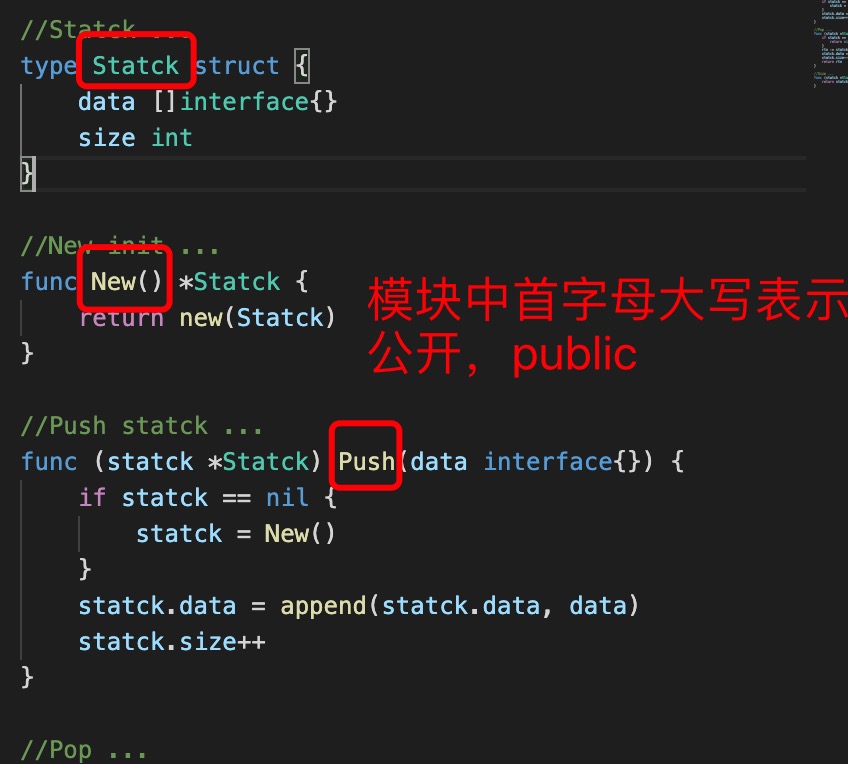 //Statck ...
type Statck struct {
data []interface{}
size int
}
//New init ...
func New() *Statck {
return new(Statck)
}
模块中首字母大写表示
公开，public
//Push statck ...
func (statck *Statck) Push(data interface{}) {
if statck == nil {
statck = New()
}
statck.data = append(statck.data, data)
statck.size++
}
//Pop ...